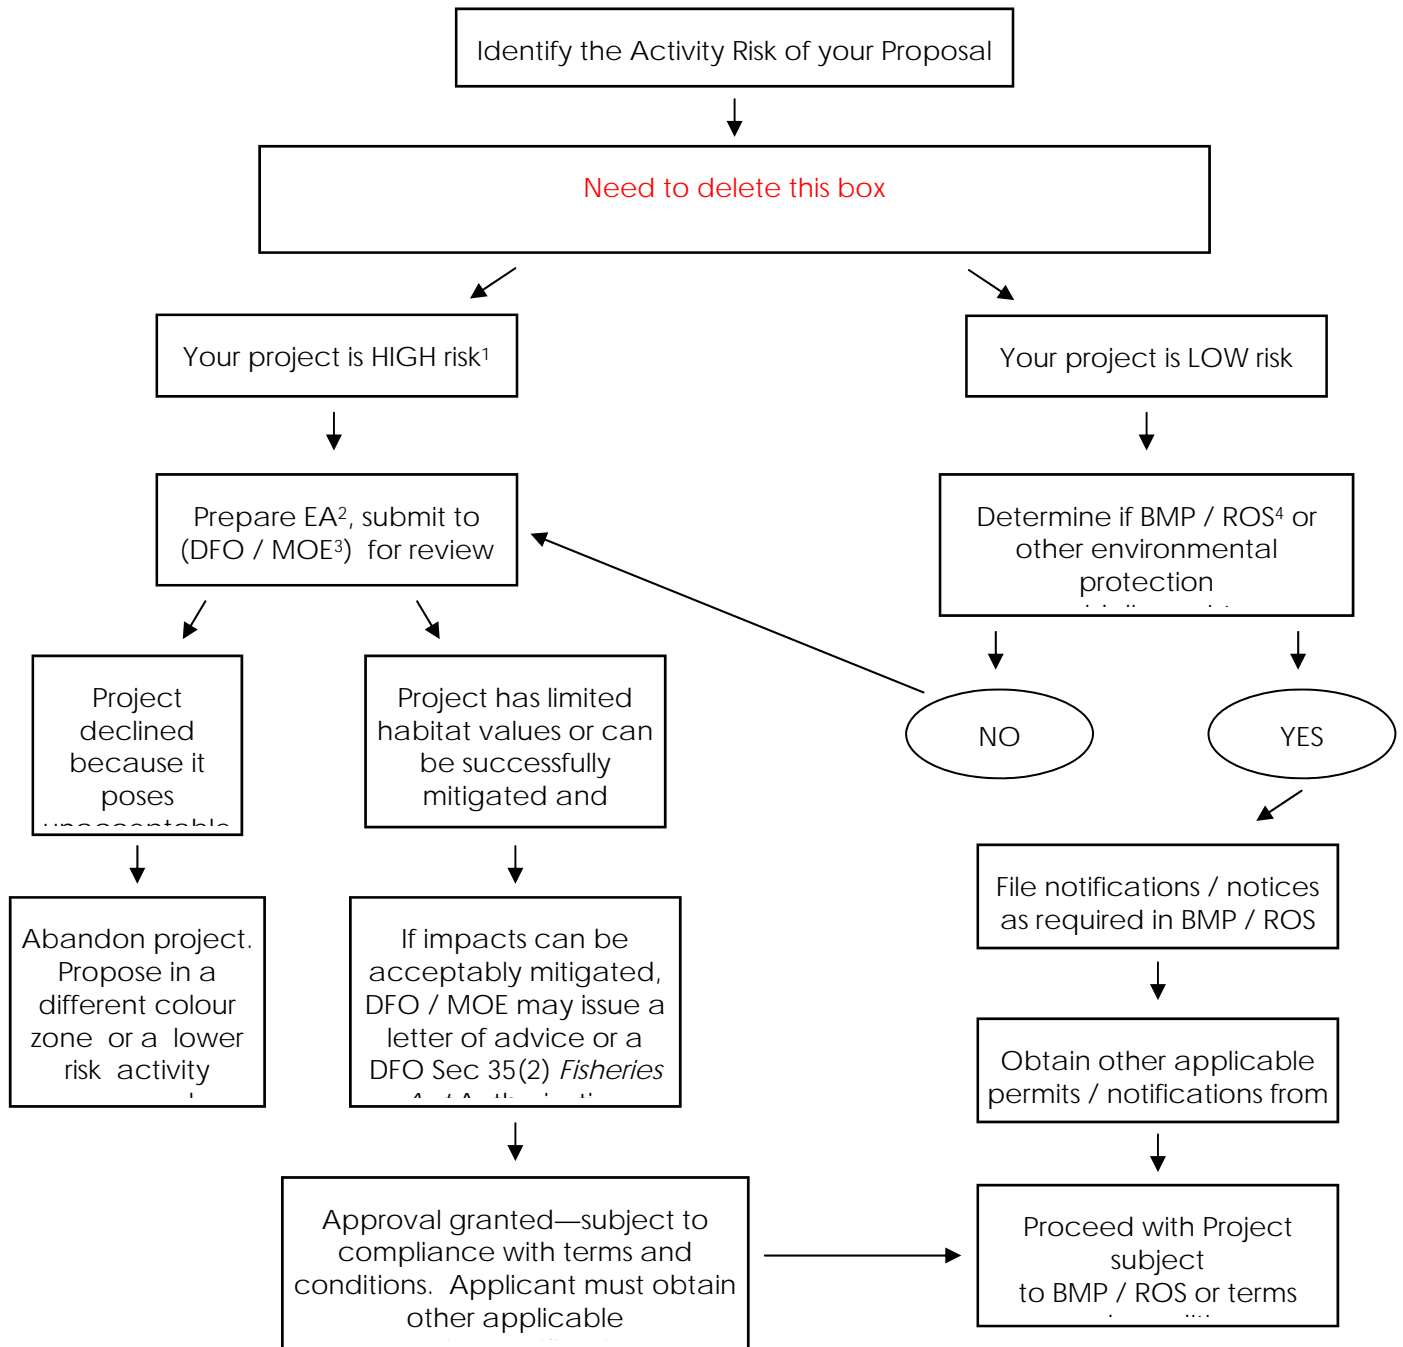 Identify the Activity Risk of your Proposal
Need to delete this box
Your project is HIGH risk¹
Your project is LOW risk
Prepare EA², submit to
(DFO / MOE³) for review
Determine if BMP / ROS⁴ or
other environmental
protection
Project
declined
because it
poses
unacceptable
Project has limited
habitat values or can
be successfully
mitigated and
NO
YES
File notifications / notices
as required in BMP / ROS
Abandon project.
Propose in a
different colour
zone or a lower
risk activity
If impacts can be
acceptably mitigated,
DFO / MOE may issue a
letter of advice or a
DFO Sec 35(2) Fisheries
Obtain other applicable
permits / notifications from
Approval granted—subject to
compliance with terms and
conditions. Applicant must obtain
other applicable
Proceed with Project
subject
to BMP / ROS or terms